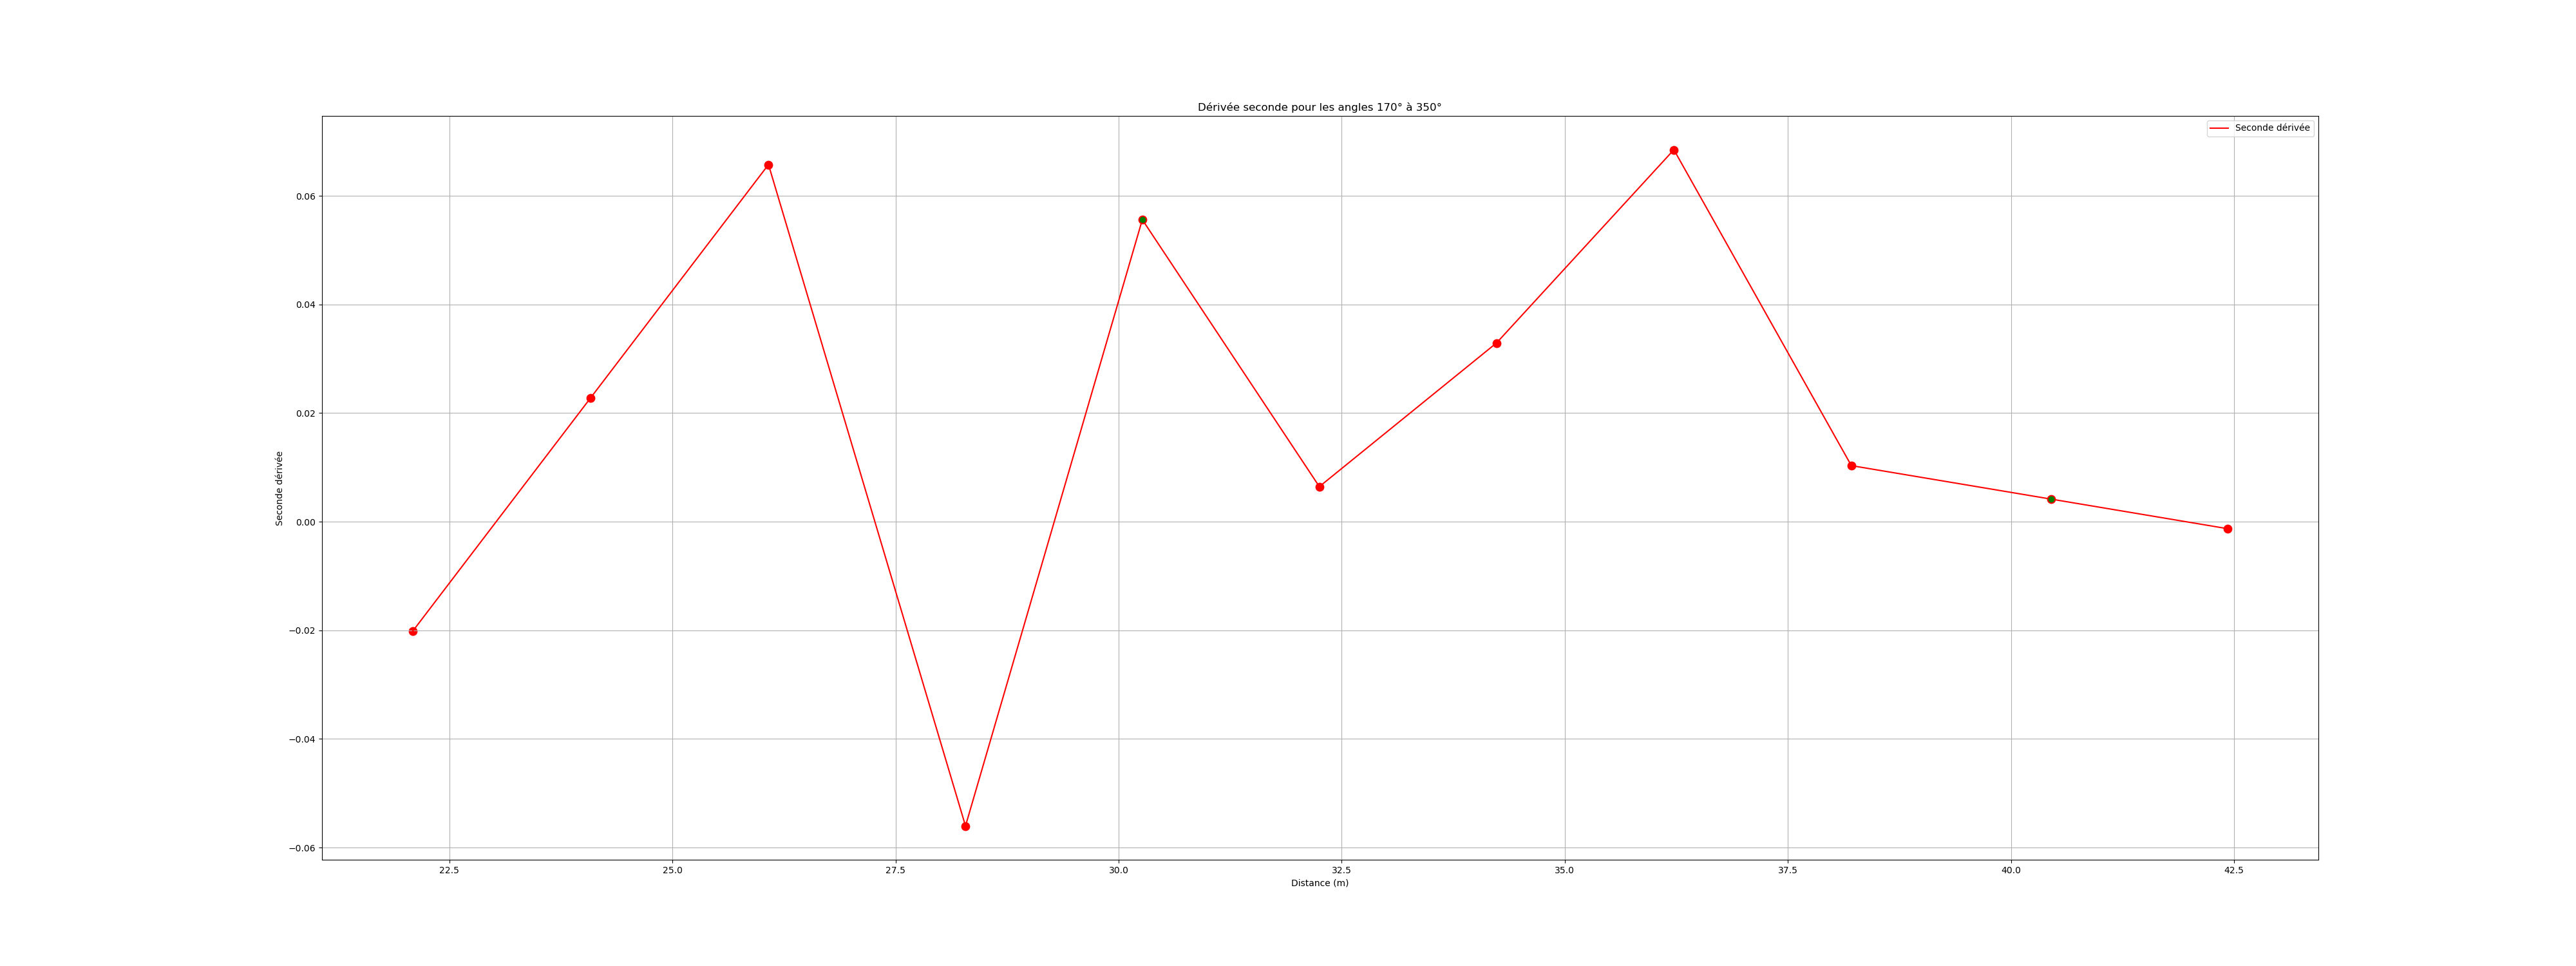 Dérivée seconde pour les angles 170° à 350°
Seconde dérivée
0.06
0.04
0.02
0.00
−0.02
−0.04
−0.06
Seconde dérivée
22.5 25.0 27.5 30.0 32.5 35.0 37.5 40.0 42.5
Distance (m)